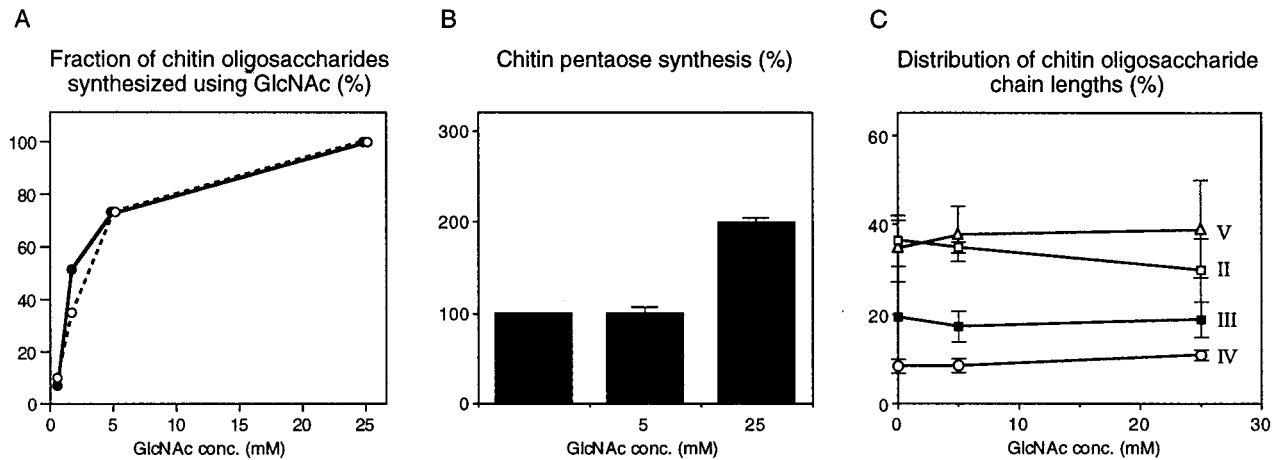 A
Fraction of chitin oligosaccharides
synthesized using GlcNAc (%)
100
80
60
40
20
0
0 5 10 15 20 25
GlcNAc conc. (mM)
B
Chitin pentaose synthesis (%)
300
200
100
0
5 25
GlcNAc conc. (mM)
C
Distribution of chitin oligosaccharide
chain lengths (%)
60
40
20
0
V
II
III
IV
0 10 20 30
GlcNAc conc. (mM)